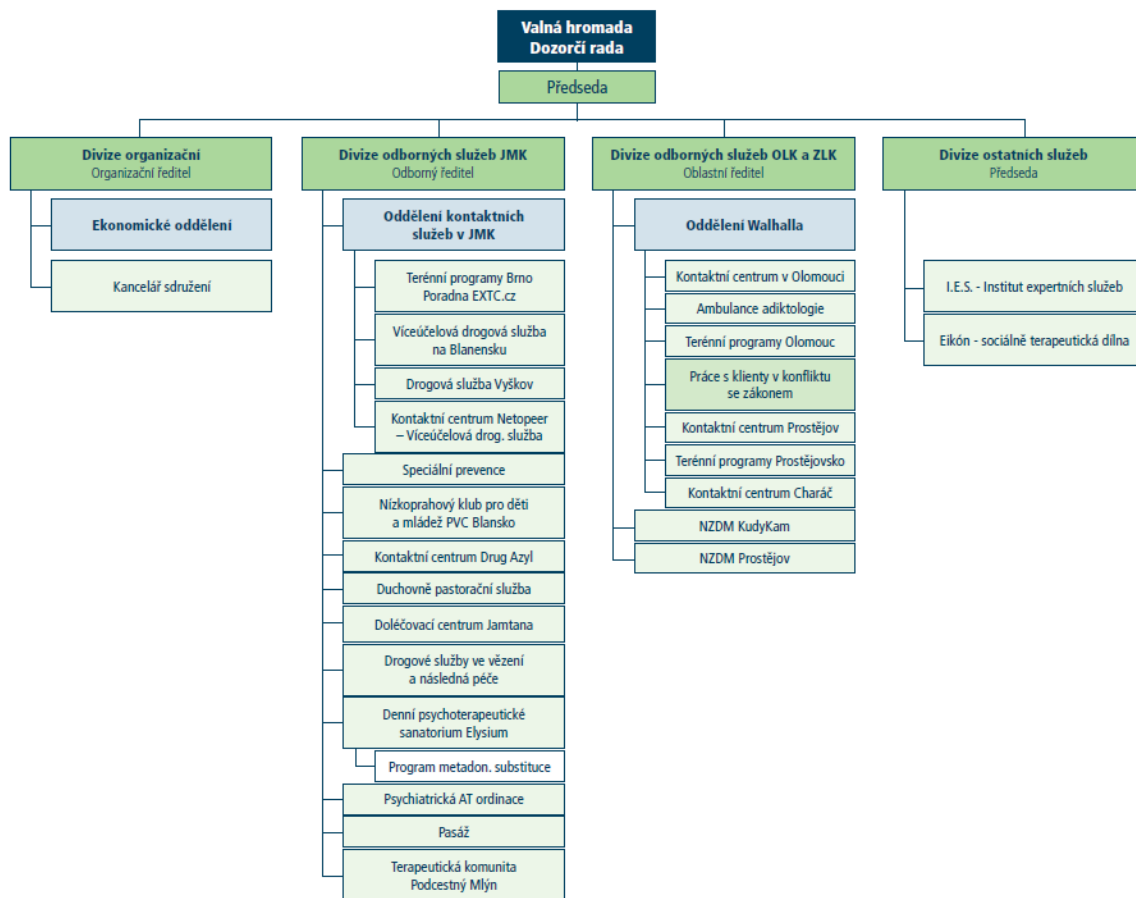 Valná hromada
Dozorčí rada
Předseda
Divize organizační
Organizační ředitel
Ekonomické oddělení
Kancelář sdružení
Divize odborných služeb JMK
Odborný ředitel
Oddělení kontaktních
služeb v JMK
Terénní programy Brno
Poradna EXTC.cz
Víceúčelová drogová služba
na Blanensku
Drogová služba Vyškov
Kontaktní centrum Netopeer
– Víceúčelová drog. služba
Speciální prevence
Nízkoprahový klub pro děti
a mládež PVC Blansko
Kontaktní centrum Drug Azyl
Duchovně pastorační služba
Doléčovací centrum Jamtana
Drogové služby ve vězení
a následná péče
Denní psychoterapeutické
sanatorium Elysium
Program metadon. substituce
Psychiatrická AT ordinace
Pasáž
Terapeutická komunita
Podcestný Mlýn
Divize odborných služeb OLK a ZLK
Oblastní ředitel
Oddělení Walhalla
Kontaktní centrum v Olomouci
Ambulance adiktologie
Terénní programy Olomouc
Práce s klienty v konfliktu
se zákonem
Kontaktní centrum Prostějov
Terénní programy Prostějovsko
Kontaktní centrum Charáč
NZDM KudyKam
NZDM Prostějov
Divize ostatních služeb
Předseda
I.E.S. - Institut expertních služeb
Eikón - sociálně terapeutická dílna